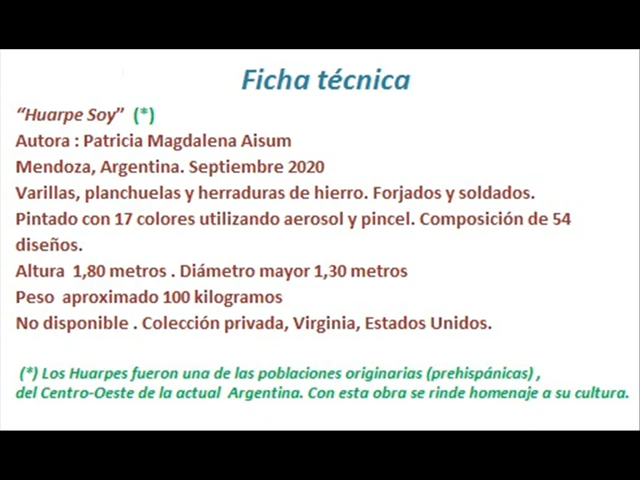 Ficha técnica
“Huarpe Soy” (*)
Autora : Patricia Magdalena Aisum
Mendoza, Argentina. Septiembre 2020
Varillas, planchuelas y herraduras de hierro. Forjados y soldados.
Pintado con 17 colores utilizando aerosol y pincel. Composición de 54
diseños.
Altura 1,80 metros . Diámetro mayor 1,30 metros
Peso aproximado 100 kilogramos
No disponible . Colección privada, Virginia, Estados Unidos.
(*) Los Huarpes fueron una de las poblaciones originarias (prehispánicas) ,
del Centro-Oeste de la actual Argentina. Con esta obra se rinde homenaje a su cultura.